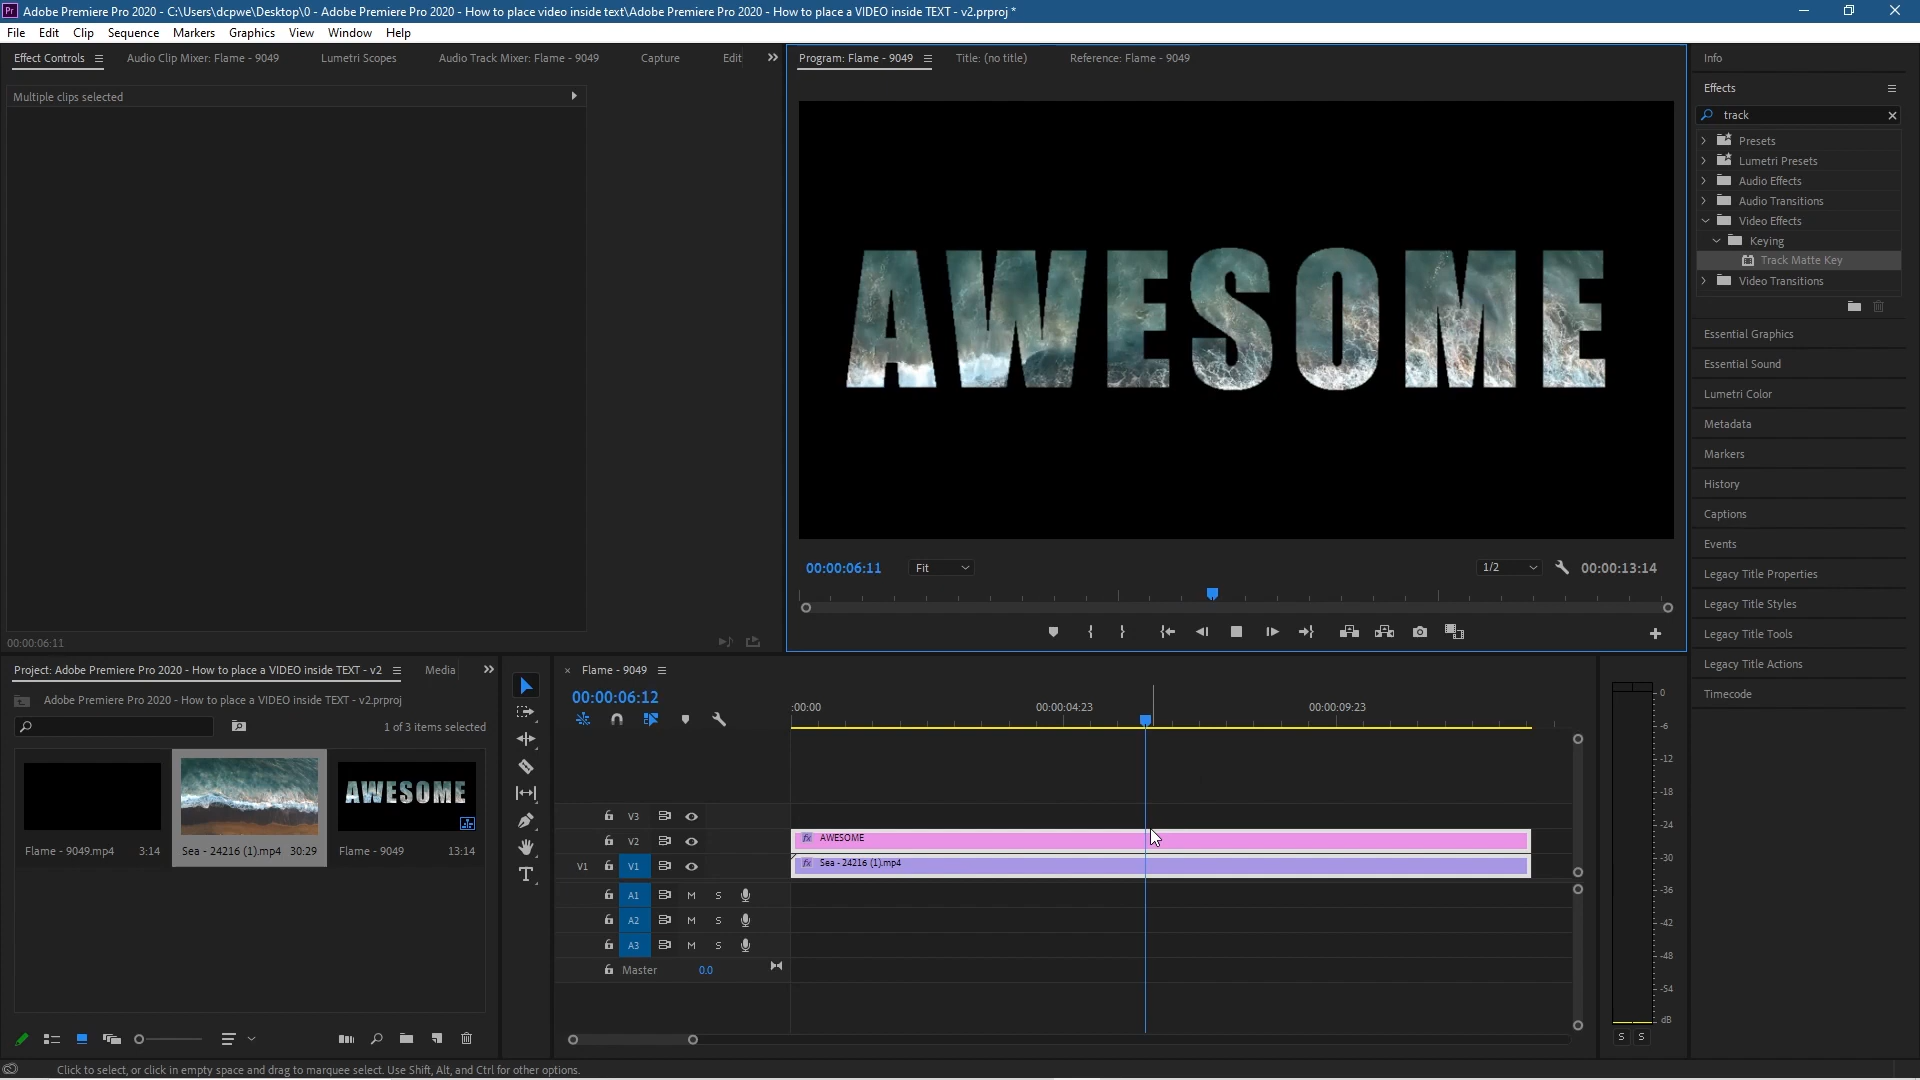 Adobe Premiere Pro 2020 - C:\Users\dcpwe\Desktop\0 - Adobe Premiere Pro 2020 - How to place video inside text\Adobe Premiere Pro 2020 - How to place a VIDEO inside TEXT - v2.prproj *
File Edit Clip Sequence Markers Graphics View Window Help
Effect Controls Audio Clip Mixer: Flame - 9049 Lumetri Scopes Audio Track Mixer: Flame - 9049 Capture Edit
Multiple clips selected
00:00:06:11
Program: Flame - 9049 Title: (no title) Reference: Flame - 9049
AWESOME
00:00:06:11 Fit 1/2 00:00:13:14
Info
Effects
track
Presets
Lumetri Presets
Audio Effects
Audio Transitions
Video Effects
Keying
Track Matte Key
Video Transitions
Essential Graphics
Essential Sound
Lumetri Color
Metadata
Markers
History
Captions
Events
Legacy Title Properties
Legacy Title Styles
Legacy Title Tools
Legacy Title Actions
Timecode
Project: Adobe Premiere Pro 2020 - How to place a VIDEO inside TEXT - v2 Media
Adobe Premiere Pro 2020 - How to place a VIDEO inside TEXT - v2.prproj
1 of 3 items selected
AWESOME
Flame - 9049.mp4 3:14 Sea - 24216 (1).mp4 30:29 Flame - 9049 13:14
Flame - 9049
00:00:06:12
:00:00 00:00:04:23 00:00:09:23
V3
V2 AWESOME
V1 V1 Sea - 24216 (1).mp4
A1 M S
A2 M S
A3 M S
Master 0.0
0
-6
-12
-18
-24
-30
-36
-42
-48
-54
dB
S S
Click to select, or click in empty space and drag to marquee select. Use Shift, Alt, and Ctrl for other options.